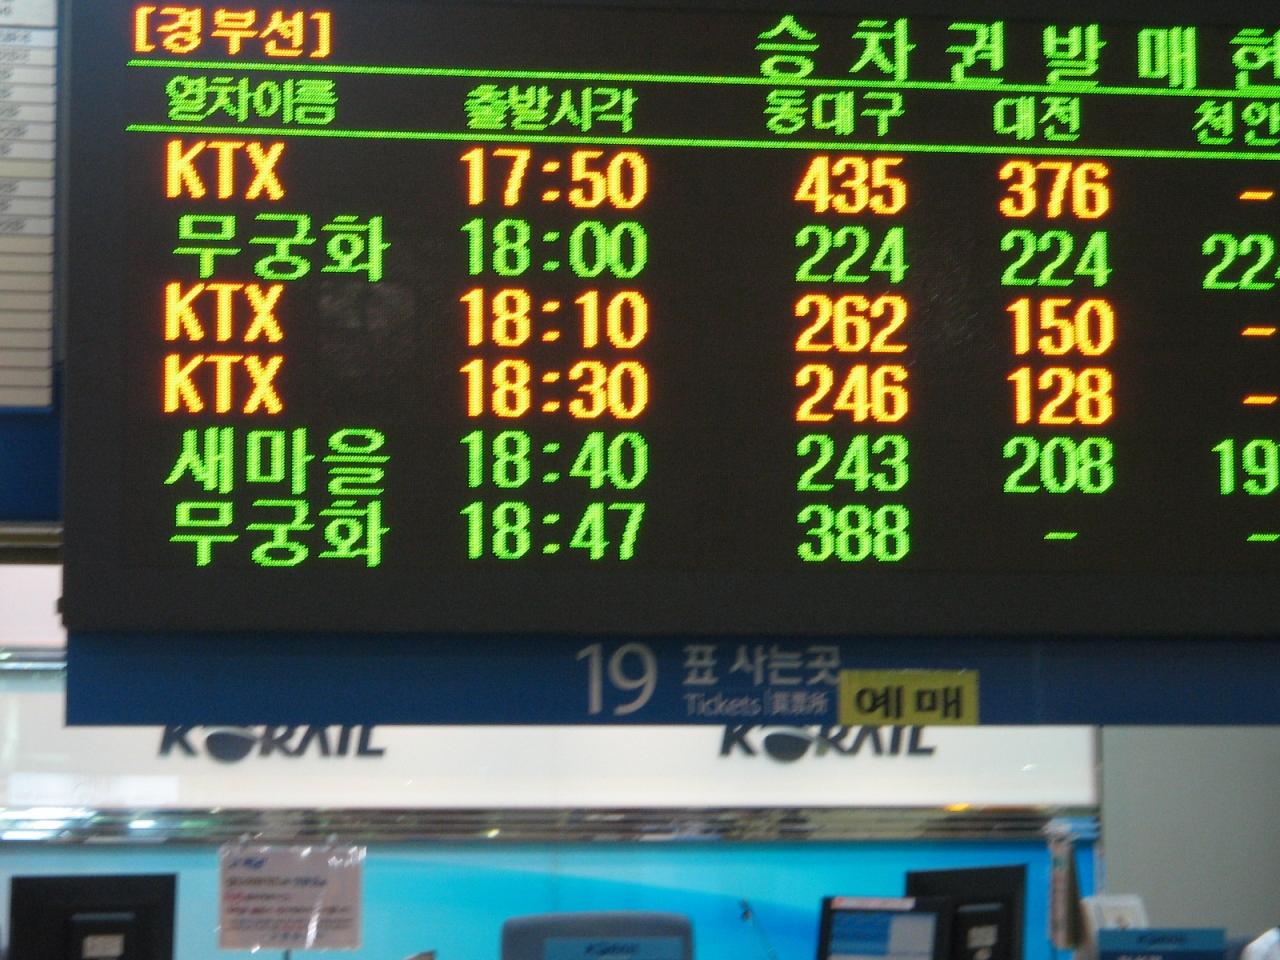 [경부선]
승 차 권 발 매 현
열차이름 출발시각 동대구 대전 천안
KTX 17:50 435 376 -
무궁화 18:00 224 224 22
KTX 18:10 262 150 -
KTX 18:30 246 128 -
새마을 18:40 243 208 19
무궁화 18:47 388 - -
19 표 사는곳
Tickets
예 매
KORAIL KORAIL